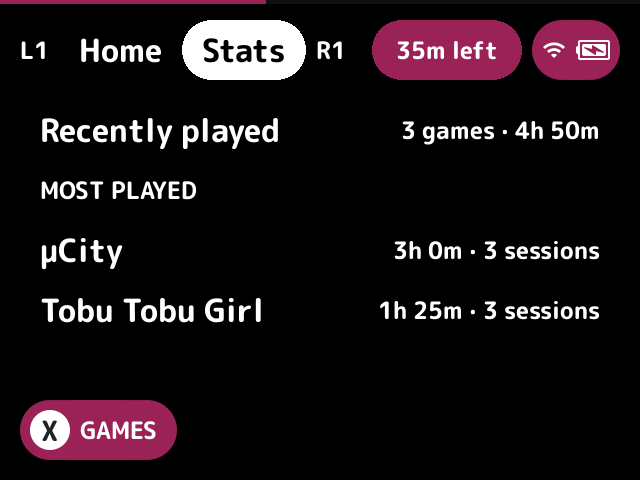 L1 Home Stats R1 35m left
Recently played 3 games · 4h 50m
MOST PLAYED
µCity 3h 0m · 3 sessions
Tobu Tobu Girl 1h 25m · 3 sessions
X GAMES